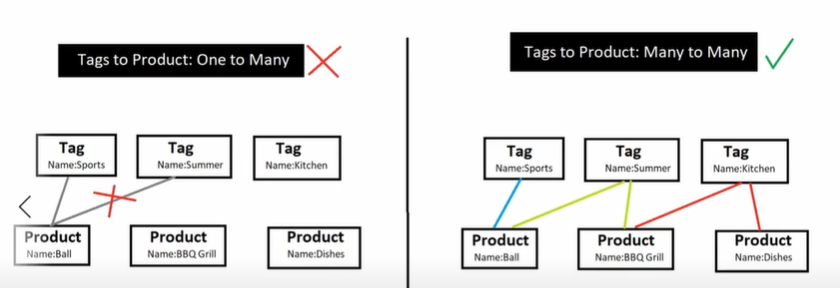 Tags to Product: One to Many
Tag
Name:Sports
Tag
Name:Summer
Tag
Name:Kitchen
Product
Name:Ball
Product
Name:BBQ Grill
Product
Name:Dishes
Tags to Product: Many to Many
Tag
Name:Sports
Tag
Name:Summer
Tag
Name:Kitchen
Product
Name:Ball
Product
Name:BBQ Grill
Product
Name:Dishes